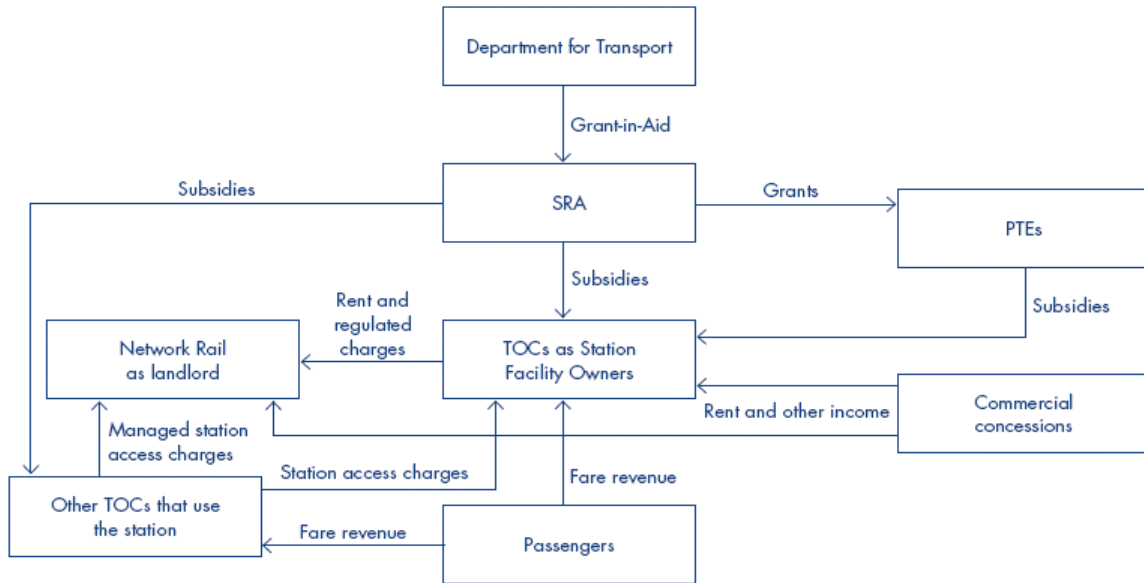 Department for Transport
Grant-in-Aid
Subsidies
SRA
Grants
PTEs
Subsidies
Subsidies
Rent and
regulated
charges
Network Rail
as landlord
TOCs as Station
Facility Owners
Rent and other income
Commercial
concessions
Managed station
access charges
Station access charges
Fare revenue
Other TOCs that use
the station
Fare revenue
Passengers